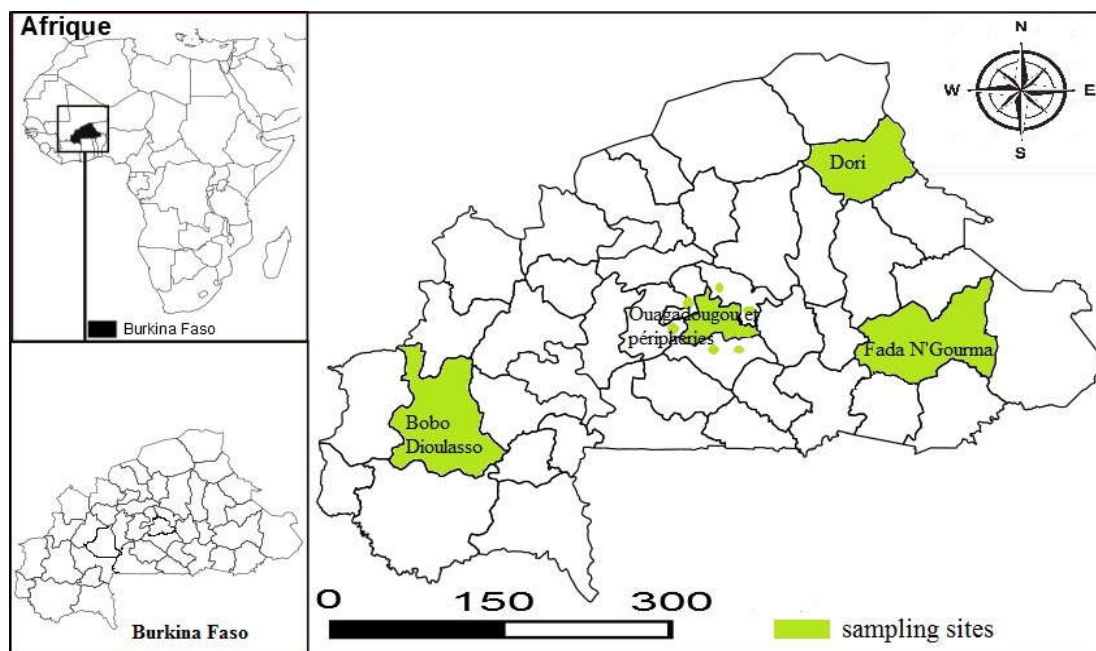 Afrique
Burkina Faso
Burkina Faso
N
W
E
S
Dori
Ouagadougou et
périphéries
Fada N'Gourma
Bobo
Dioulasso
0 150 300
sampling sites